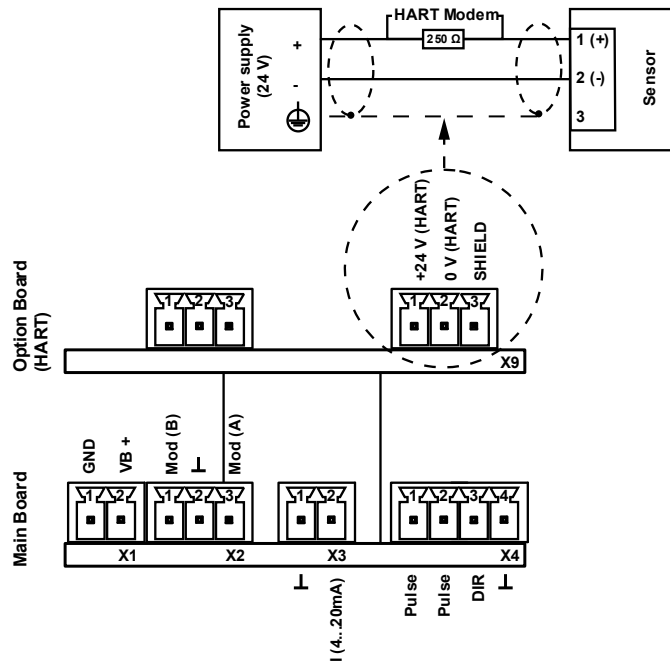 HART Modem
Power supply
(24 V)
+
-
250 Ω
1 (+)
2 (-)
3
Sensor
+24 V (HART)
0 V (HART)
SHIELD
Option Board
(HART)
1 2 3
1 2 3
X9
GND
VB +
Mod (B)
Mod (A)
Main Board
1 2
1 2 3
1 2
1 2 3 4
X1
X2
X3
X4
I (4...20mA)
Pulse
Pulse
DIR